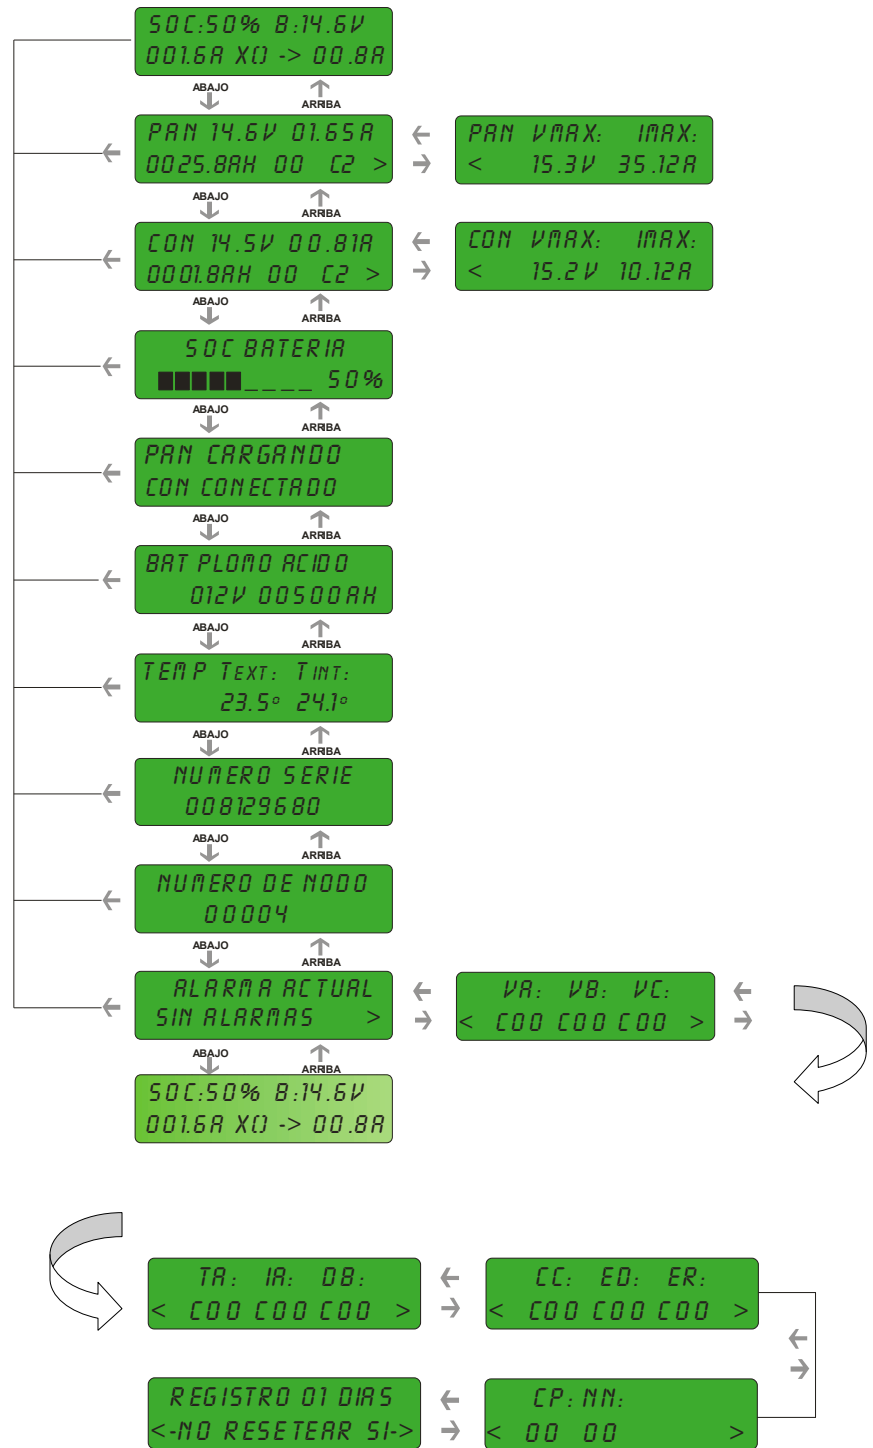 SOC:50% B:14.6V
001.6A X() -> 00.8A
ABAJO ARRIBA
PAN 14.6V 01.65A
0025.8AH 00 C2 >
PAN VMAX: IMAX:
< 15.3V 35.12A
ABAJO ARRIBA
CON 14.5V 00.81A
0001.8AH 00 C2 >
CON VMAX: IMAX:
< 15.2V 10.12A
ABAJO ARRIBA
SOC BATERIA
_ _ _ _ 50%
ABAJO ARRIBA
PAN CARGANDO
CON CONECTADO
ABAJO ARRIBA
BAT PLOMO ACIDO
012V 00500AH
ABAJO ARRIBA
TEMP TEXT: TINT:
23.5° 24.1°
ABAJO ARRIBA
NUMERO SERIE
008129680
ABAJO ARRIBA
NUMERO DE NODO
00004
ABAJO ARRIBA
ALARMA ACTUAL
SIN ALARMAS >
VA: VB: VC:
< C00 C00 C00 >
ABAJO ARRIBA
SOC:50% B:14.6V
001.6A X() -> 00.8A
TA: IA: DB:
< C00 C00 C00 >
CC: ED: ER:
< C00 C00 C00 >
REGISTRO 01 DIAS
<-NO RESETEAR SI->
CP: NN:
< 00 00 >